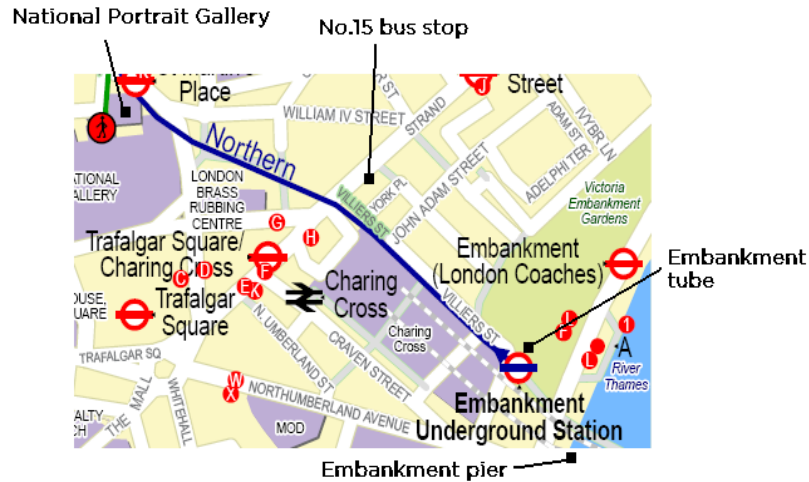 National Portrait Gallery
No.15 bus stop
Place
Street
J
WILLIAM IV STREET
STRAND
ADAM ST
IVYBR LN
Northern
ADELPHI TER
JOHN ADAM STREET
YORK PL
VILLIERS ST
LONDON
BRASS
RUBBING
CENTRE
Victoria
Embankment
Gardens
G
H
Trafalgar Square/
Charing Cross
C
D
F
E
K
Trafalgar
Square
Charing
Cross
Embankment
(London Coaches)
Embankment
tube
VILLIERS ST
Charing
Cross
L
F
1
L
A
River
Thames
N.UMBERLAND ST
CRAVEN STREET
TRAFALGAR SQ
THE MALL
WHITEHALL
W
X
NORTHUMBERLAND AVENUE
MOD
Embankment
Underground Station
Embankment pier